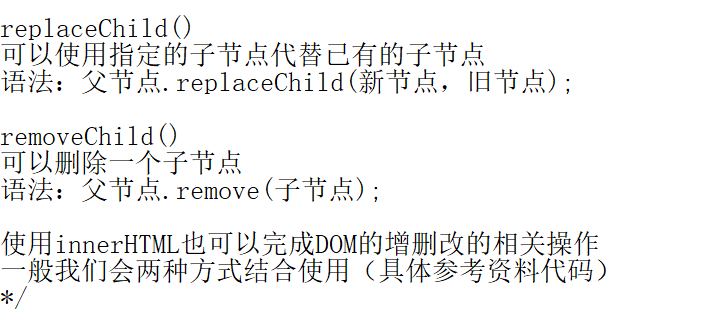 replaceChild()
可以使用指定的子节点代替已有的子节点
语法：父节点.replaceChild(新节点，旧节点);
removeChild()
可以删除一个子节点
语法：父节点.remove(子节点);
使用innerHTML也可以完成DOM的增删改的相关操作
一般我们会两种方式结合使用（具体参考资料代码）
*/